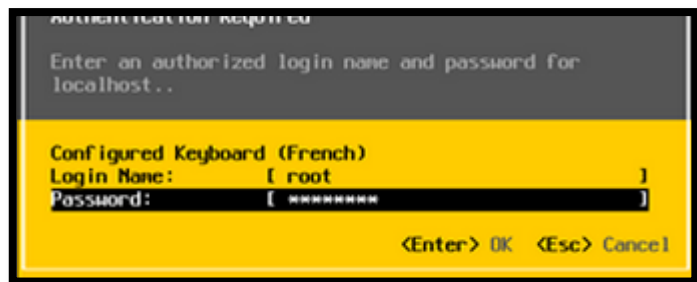 Authentication Required
Enter an authorized login name and password for
localhost..
Configured Keyboard (French)
Login Name: [ root ]
Password: [ ******** ]
<Enter> OK <Esc> Cancel